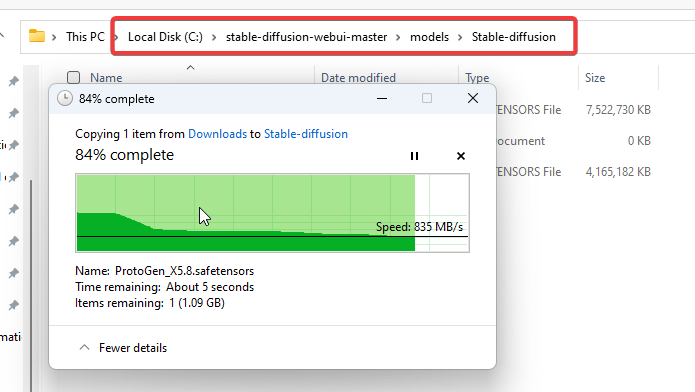 This PC > Local Disk (C:) > stable-diffusion-webui-master > models > Stable-diffusion
Name Date modified Type Size
84% complete
TENSORS File 7,522,730 KB
Copying 1 item from Downloads to Stable-diffusion
ocument 0 KB
84% complete
TENSORS File 4,165,182 KB
Speed: 835 MB/s
Name: ProtoGen_X5.8.safetensors
Time remaining: About 5 seconds
Items remaining: 1 (1.09 GB)
Fewer details
mati